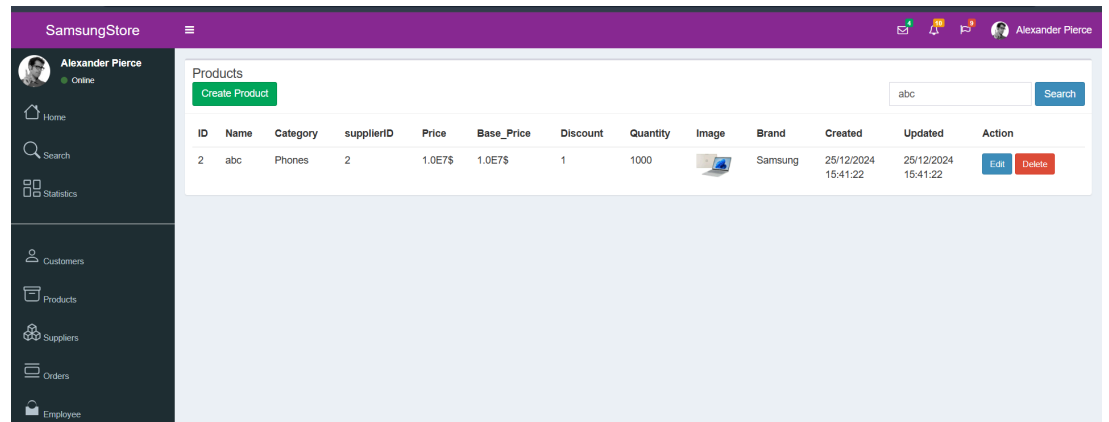 SamsungStore
4
10
9
Alexander Pierce
Alexander Pierce
Online
Home
Search
Statistics
Customers
Products
Suppliers
Orders
Employee
Products
Create Product
abc
Search
ID Name Category supplierID Price Base_Price Discount Quantity Image Brand Created Updated Action
2 abc Phones 2 1.0E7$ 1.0E7$ 1 1000 Samsung 25/12/2024 25/12/2024 Edit Delete
15:41:22 15:41:22